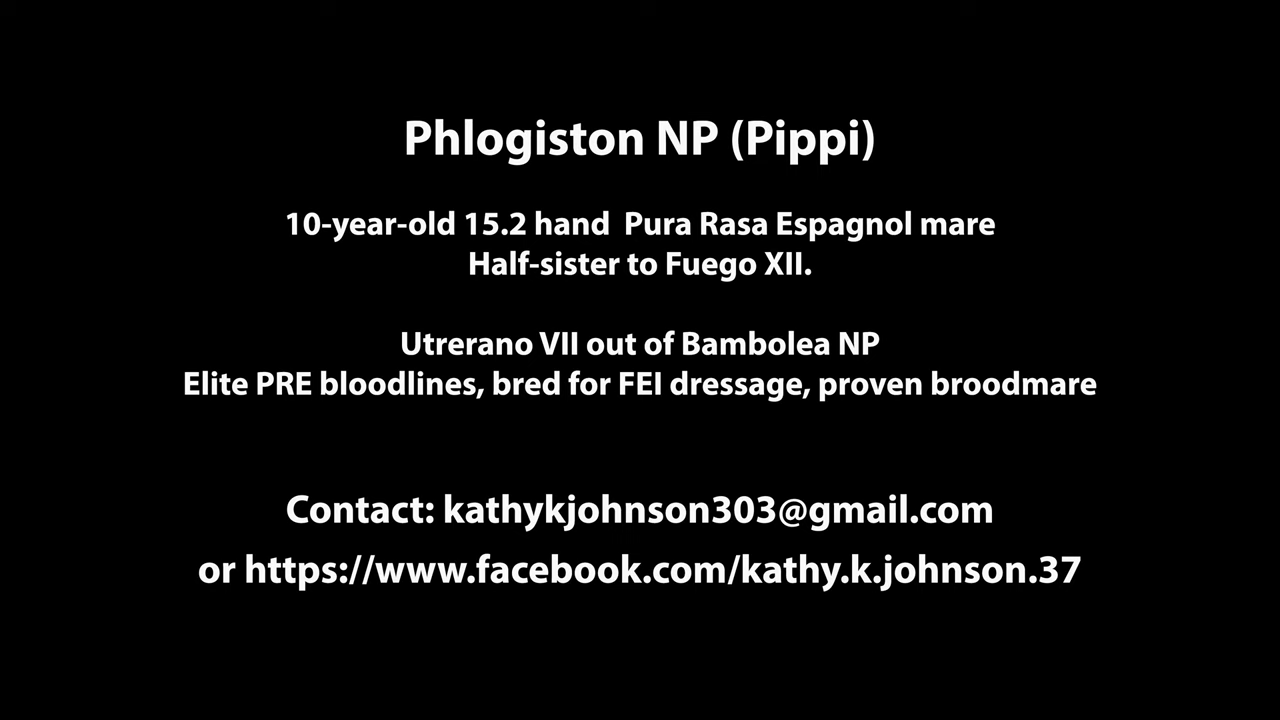 Phlogiston NP (Pippi)
10-year-old 15.2 hand  Pura Rasa Espagnol mare
Half-sister to Fuego XII.
Utrerano VII out of Bambolea NP
Elite PRE bloodlines, bred for FEI dressage, proven broodmare
Contact: kathykjohnson303@gmail.com
or https://www.facebook.com/kathy.k.johnson.37